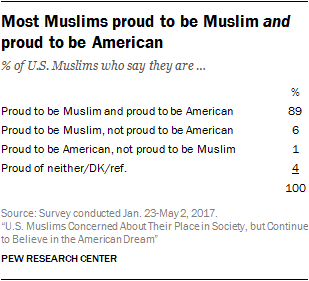 Most Muslims proud to be Muslim and
proud to be American
% of U.S. Muslims who say they are ...
%
Proud to be Muslim and proud to be American 89
Proud to be Muslim, not proud to be American 6
Proud to be American, not proud to be Muslim 1
Proud of neither/DK/ref. 4
100
Source: Survey conducted Jan. 23-May 2, 2017.
“U.S. Muslims Concerned About Their Place in Society, but Continue
to Believe in the American Dream”
PEW RESEARCH CENTER